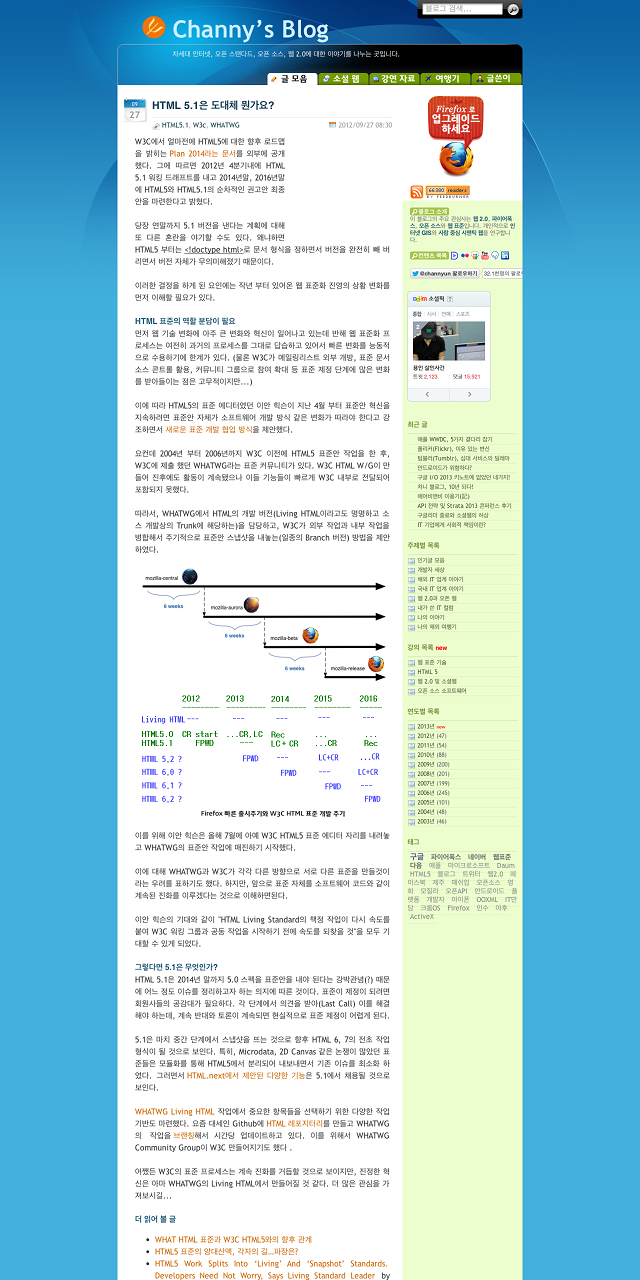 블로그 검색...
Channy's Blog
차세대 인터넷, 오픈 스탠다드, 오픈 소스, 웹 2.0에 대한 이야기를 나누는 곳입니다.
글 모음
소셜 웹
강연 자료
여행기
글쓴이
09
27
HTML 5.1은 도대체 뭔가요?
HTML5.1, W3c, WHATWG
2012/09/27 08:30
W3C에서 얼마전에 HTML5에 대한 향후 로드맵
을 밝히는 Plan 2014라는 문서를 외부에 공개
했다. 그에 따르면 2012년 4분기내에 HTML
5.1 워킹 드래프트를 내고 2014년말, 2016년말
에 HTML5와 HTML5.1의 순차적인 권고안 최종
안을 마련한다고 밝혔다.
당장 연말까지 5.1 버전을 낸다는 계획에 대해
또 다른 혼란을 야기할 수도 있다. 왜냐하면
HTML5 부터는 <!doctype html>로 문서 형식을 정하면서 버전을 완전히 빼 버
리면서 버전 자체가 무의미해졌기 때문이다.
이러한 결정을 하게 된 요인에는 작년 부터 있어온 웹 표준화 진영의 상황 변화를
먼저 이해할 필요가 있다.
HTML 표준의 역할 분담이 필요
먼저 웹 기술 변화에 아주 큰 변화와 혁신이 일어나고 있는데 반해 웹 표준화 프
로세스는 여전히 과거의 프로세스를 그대로 답습하고 있어서 빠른 변화를 능동적
으로 수용하기에 한계가 있다. (물론 W3C가 메일링리스트 외부 개방, 표준 문서
소스 콘트롤 활용, 커뮤니티 그룹으로 참여 확대 등 표준 제정 단계에 많은 변화
를 받아들이는 점은 고무적이지만...)
이에 따라 HTML5의 표준 에디터였던 이안 힉슨이 지난 4월 부터 표준안 혁신을
지속하려면 표준안 자체가 소프트웨어 개발 방식 같은 변화가 따라야 한다고 강
조하면서 새로운 표준 개발 협업 방식을 제안했다.
요컨데 2004년 부터 2006년까지 W3C 이전에 HTML5 표준안 작업을 한 후,
W3C에 제출 했던 WHATWG라는 표준 커뮤니티가 있다. W3C HTML W/G이 만
들어 진후에도 활동이 계속됐으나 이들 기능들이 빠르게 W3C 내부로 전달되어
포함되지 못했다.
따라서, WHATWG에서 HTML의 개발 버전(Living HTML이라고도 명명하고 소
스 개발상의 Trunk에 해당하는)을 담당하고, W3C가 외부 작업과 내부 작업을
병합해서 주기적으로 표준안 스냅샷을 내놓는(일종의 Branch 버전) 방법을 제안
하였다.
mozilla-central
6 weeks
mozilla-aurora
6 weeks
mozilla-beta
6 weeks
mozilla-release
2012 2013 2014 2015 2016
Living HTML --- --- --- --- ---
HTML5.0 CR start ...CR,LC Rec ... ...
HTML5.1 FPWD --- LC+CR ...CR Rec
HTML 5,2 ? FPWD --- LC+CR ...CR
HTML 6,0 ? FPWD --- LC+CR
HTML 6,1 ? FPWD ---
HTML 6,2 ? FPWD
Firefox 빠른 출시주기와 W3C HTML 표준 개발 주기
이를 위해 이안 힉슨은 올해 7월에 아예 W3C HTML5 표준 에디터 자리를 내려놓
고 WHATWG의 표준안 작업에 매진하기 시작했다.
이에 대해 WHATWG과 W3C가 각각 다른 방향으로 서로 다른 표준을 만들것이
라는 우려를 표하기도 했다. 하지만, 앞으로 표준 자체를 소프트웨어 코드와 같이
계속된 진화를 이루겠다는 것으로 이해하면된다.
이안 힉슨의 기대와 같이 "HTML Living Standard의 책정 작업이 다시 속도를
붙여 W3C 워킹 그룹과 공동 작업을 시작하기 전에 속도를 되찾을 것"을 모두 기
대할 수 있게 되었다.
그렇다면 5.1은 무엇인가?
HTML 5.1은 2014년 말까지 5.0 스펙을 표준안을 내야 된다는 강박관념(?) 때문
에 어느 정도 이슈를 정리하고자 하는 의지에 따른 것이다. 표준이 제정이 되려면
회원사들의 공감대가 필요하다. 각 단계에서 의견을 받아(Last Call) 이를 해결
해야 하는데, 계속 반대와 토론이 계속되면 현실적으로 표준 제정이 어렵게 된다.
5.1은 마치 중간 단계에서 스냅샷을 뜨는 것으로 향후 HTML 6, 7의 전초 작업
형식이 될 것으로 보인다. 특히, Microdata, 2D Canvas 같은 논쟁이 많았던 표
준들은 모듈화를 통해 HTML5에서 분리되어 내보내면서 기존 이슈를 최소화 하
였다. 그러면서 HTML.next에서 제안된 다양한 기능은 5.1에서 채용될 것으로
보인다.
WHATWG Living HTML 작업에서 중요한 항목들을 선택하기 위한 다양한 작업
기반도 마련했다. 요즘 대세인 Github에 HTML 레포지터리를 만들고 WHATWG
의 작업을 브랜칭해서 시간당 업데이트하고 있다. 이를 위해서 WHATWG
Community Group이 W3C 만들어지기도 했다 .
어쨌든 W3C의 표준 프로세스는 계속 진화를 거듭할 것으로 보이지만, 진정한 혁
신은 아마 WHATWG의 Living HTML에서 만들어질 것 같다. 더 많은 관심을 가
져보시길...
더 읽어 볼 글
WHAT HTML 표준과 W3C HTML5와의 향후 관계
HTML5 표준의 양대산맥, 각자의 길...파장은?
HTML5 Work Splits Into 'Living' And 'Snapshot' Standards.
Developers Need Not Worry, Says Living Standard Leader by
Firefox 로
업그레이드
하세요
66380 readers
BY FEEDBURNER
블로그 소개
이 블로그의 주요 관심사는 웹 2.0, 파이어폭
스, 오픈 소스와 웹 표준입니다. 개인적으로 인
터넷 GIS와 사람 중심 시맨틱 웹을 연구합니
다.
컨텐츠 목록
@channyun 팔로우하기
32.1천명의 팔로
Daum 소셜픽
종합 시사 연예 스포츠
용인 살인사건
트윗 2,123 댓글 15,921
최근 글
애플 WWDC, 5가지 곁다리 잡기
플리커(Flickr), 이유 있는 변신
텀블러(Tumblr), 십대 서비스의 딜레마
안드로이드가 위험하다?
구글 I/O 2013 키노트에 없었던 네가지!
차니 블로그, 10년 되다!
에어비앤비 이용기(記)
API 전략 및 Strata 2013 콘퍼런스 후기
구글리더 종료와 소셜웹의 허상
IT 기업에게 사회적 책임이란?
주제별 목록
인기글 모음
개발자 세상
해외 IT 업계 이야기
국내 IT 업계 이야기
웹 2.0과 오픈 웹
내가 쓴 IT 컬럼
나의 이야기
나의 해외 여행기
강의 목록 new
웹 표준 기술
HTML 5
웹 2.0 및 소셜웹
오픈 소스 소프트웨어
연도별 목록
2013년 new
2012년 (47)
2011년 (54)
2010년 (88)
2009년 (200)
2008년 (201)
2007년 (199)
2006년 (245)
2005년 (101)
2004년 (48)
2003년 (46)
태그
구글 파이어폭스 네이버 웹표준
다음 애플 마이크로소프트 Daum
HTML5 블로그 트위터 웹2.0 페
이스북 제주 매쉬업 오픈소스 영
화 모질라 오픈API 안드로이드 플
랫폼 개발자 아이폰 OOXML IT만
담 크롬OS Firefox 인수 야후
ActiveX